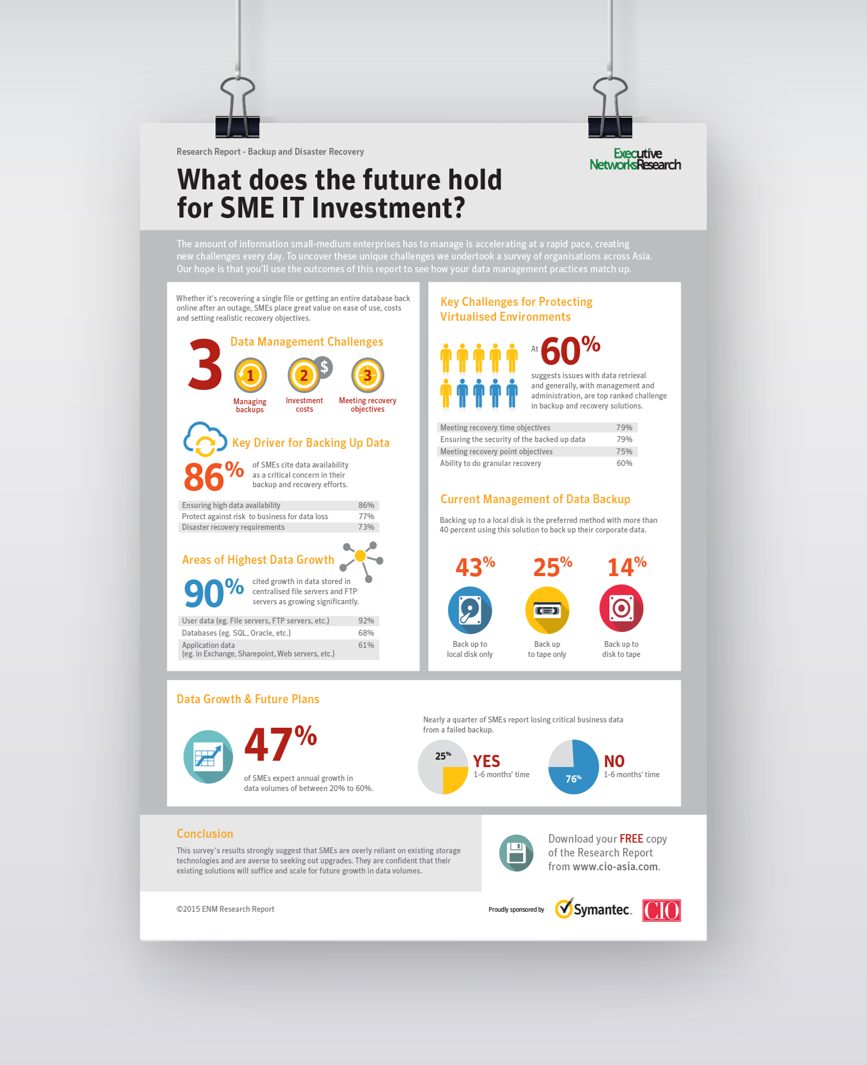 Research Report - Backup and Disaster Recovery
Executive
NetworksResearch
What does the future hold
for SME IT Investment?
The amount of information small-medium enterprises has to manage is accelerating at a rapid pace, creating
new challenges every day. To uncover these unique challenges we undertook a survey of organisations across Asia.
Our hope is that you'll use the outcomes of this report to see how your data management practices match up.
Whether it's recovering a single file or getting an entire database back
online after an outage, SMEs place great value on ease of use, costs
and setting realistic recovery objectives.
3
Data Management Challenges
1
2
$
3
Managing
backups
Investment
costs
Meeting recovery
objectives
Key Driver for Backing Up Data
86%
of SMEs cite data availability
as a critical concern in their
backup and recovery efforts.
Ensuring high data availability 86%
Protect against risk to business for data loss 77%
Disaster recovery requirements 73%
Areas of Highest Data Growth
90%
cited growth in data stored in
centralised file servers and FTP
servers as growing significantly.
User data (eg. File servers, FTP servers, etc.) 92%
Databases (eg. SQL, Oracle, etc.) 68%
Application data 61%
(eg. in Exchange, Sharepoint, Web servers, etc.)
Key Challenges for Protecting
Virtualised Environments
At 60%
suggests issues with data retrieval
and generally, with management and
administration, are top ranked challenge
in backup and recovery solutions.
Meeting recovery time objectives 79%
Ensuring the security of the backed up data 79%
Meeting recovery point objectives 75%
Ability to do granular recovery 60%
Current Management of Data Backup
Backing up to a local disk is the preferred method with more than
40 percent using this solution to back up their corporate data.
43%
25%
14%
Back up to
local disk only
Back up
to tape only
Back up to
disk to tape
Data Growth & Future Plans
47%
of SMEs expect annual growth in
data volumes of between 20% to 60%.
Nearly a quarter of SMEs report losing critical business data
from a failed backup.
25%
YES
1-6 months' time
76%
NO
1-6 months' time
Conclusion
This survey's results strongly suggest that SMEs are overly reliant on existing storage
technologies and are averse to seeking out upgrades. They are confident that their
existing solutions will suffice and scale for future growth in data volumes.
Download your FREE copy
of the Research Report
from www.cio-asia.com.
©2015 ENM Research Report
Proudly sponsored by
Symantec.
CIO